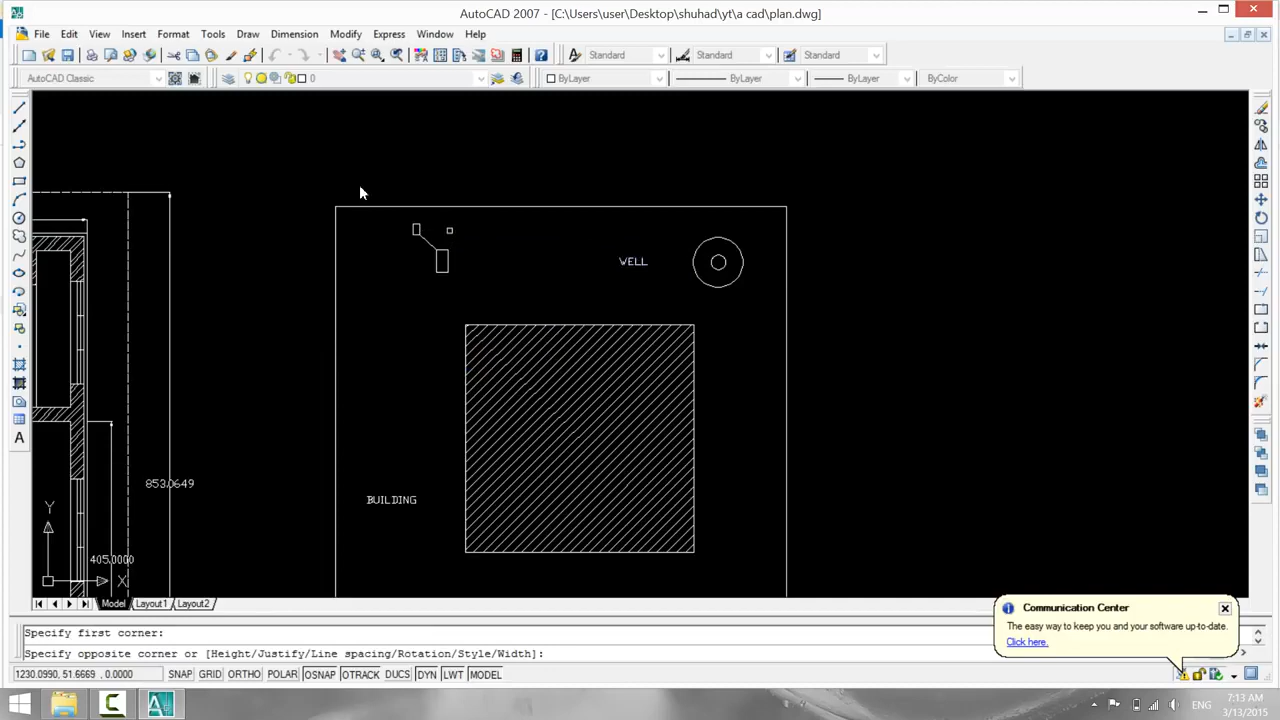 AutoCAD 2007 - [C:\Users\user\Desktop\shuhad\yt\a cad\plan.dwg]
File Edit View Insert Format Tools Draw Dimension Modify Express Window Help
Standard Standard Standard
AutoCAD Classic 0 ByLayer ByLayer ByLayer ByColor
WELL
853.0649
BUILDING
Y
405.0000
X
Model Layout1 Layout2
Communication Center
The easy way to keep you and your software up-to-date.
Click here.
Specify first corner:
Specify opposite corner or [Height/Justify/Line spacing/Rotation/Style/Width]:
1230.0990, 51.6669 , 0.0000 SNAP GRID ORTHO POLAR OSNAP OTRACK DUCS DYN LWT MODEL
ENG
7:13 AM
3/13/2015
A